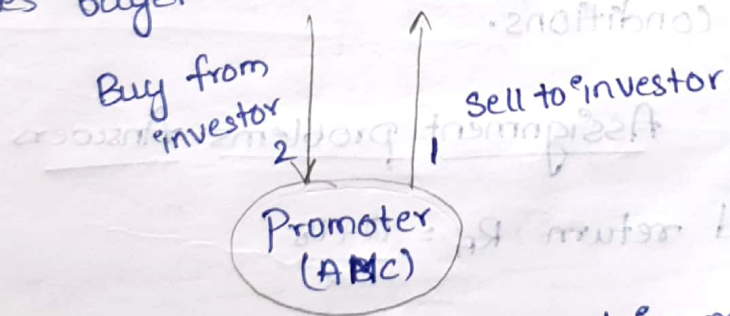 Buy from
investor
2
Sell to investor
1
Promoter
(AMC)